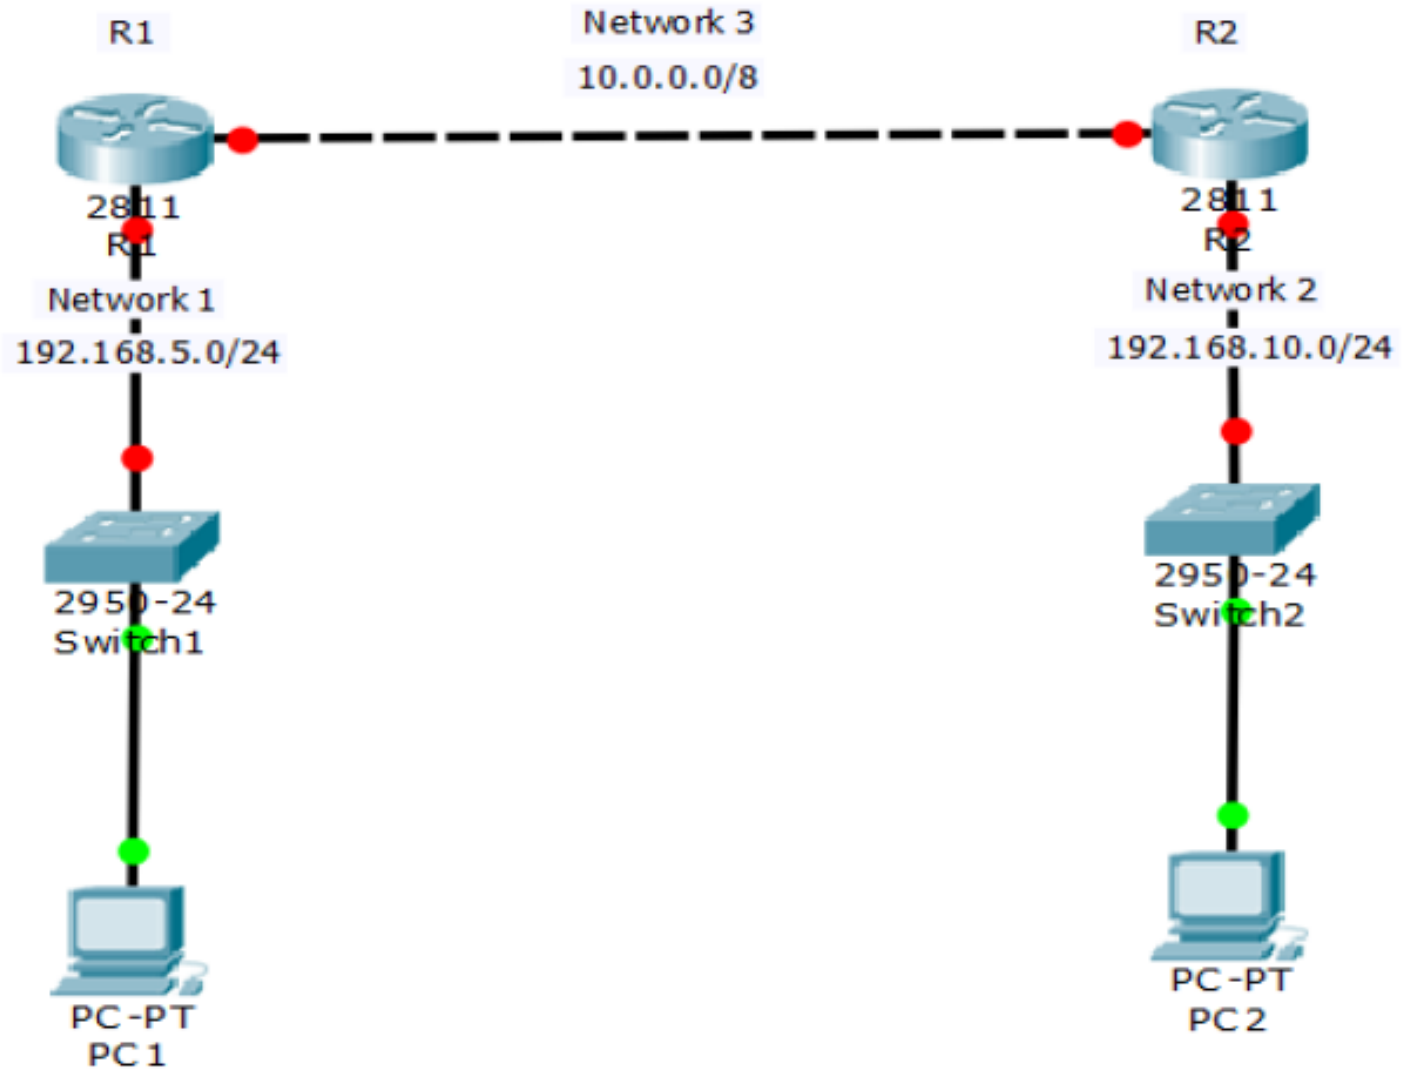 R1
Network 3
10.0.0.0/8
R2
2811
R1
2811
R2
Network 1
192.168.5.0/24
Network 2
192.168.10.0/24
2950-24
Switch1
2950-24
Switch2
PC-PT
PC1
PC-PT
PC2